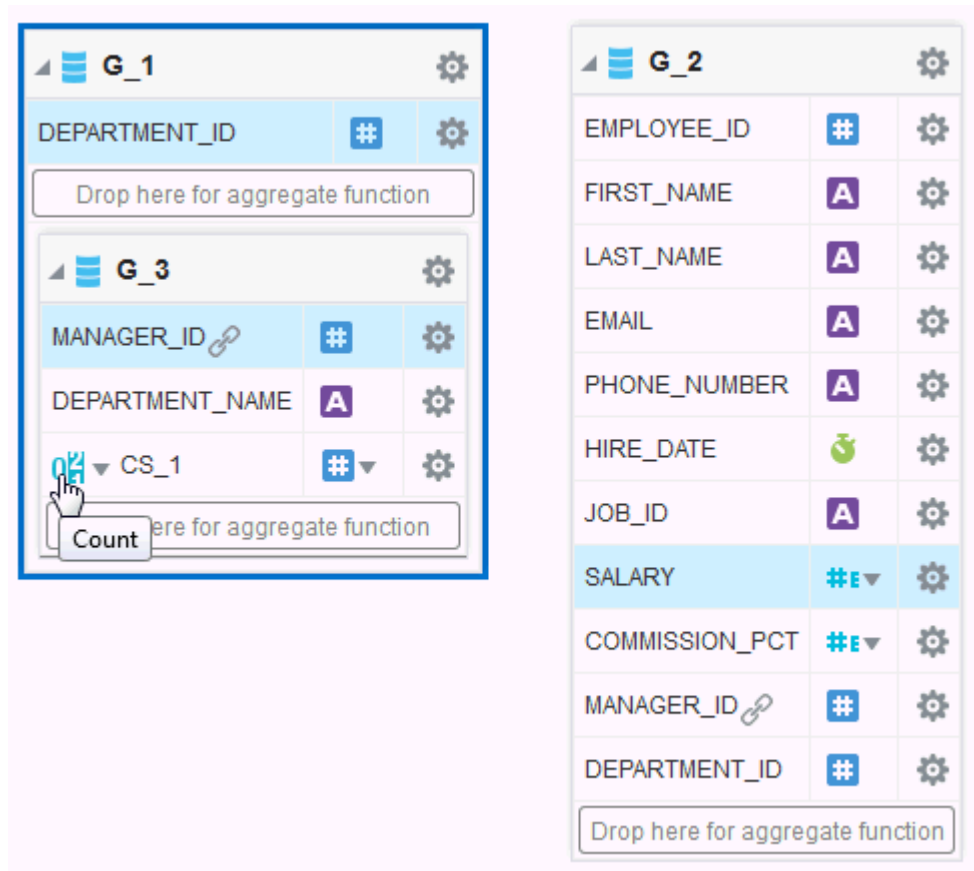 G_1
DEPARTMENT_ID #
Drop here for aggregate function
G_3
MANAGER_ID #
DEPARTMENT_NAME A
CS_1 #
ere for aggregate function
Count
G_2
EMPLOYEE_ID #
FIRST_NAME A
LAST_NAME A
EMAIL A
PHONE_NUMBER A
HIRE_DATE
JOB_ID A
SALARY #E
COMMISSION_PCT #E
MANAGER_ID #
DEPARTMENT_ID #
Drop here for aggregate function